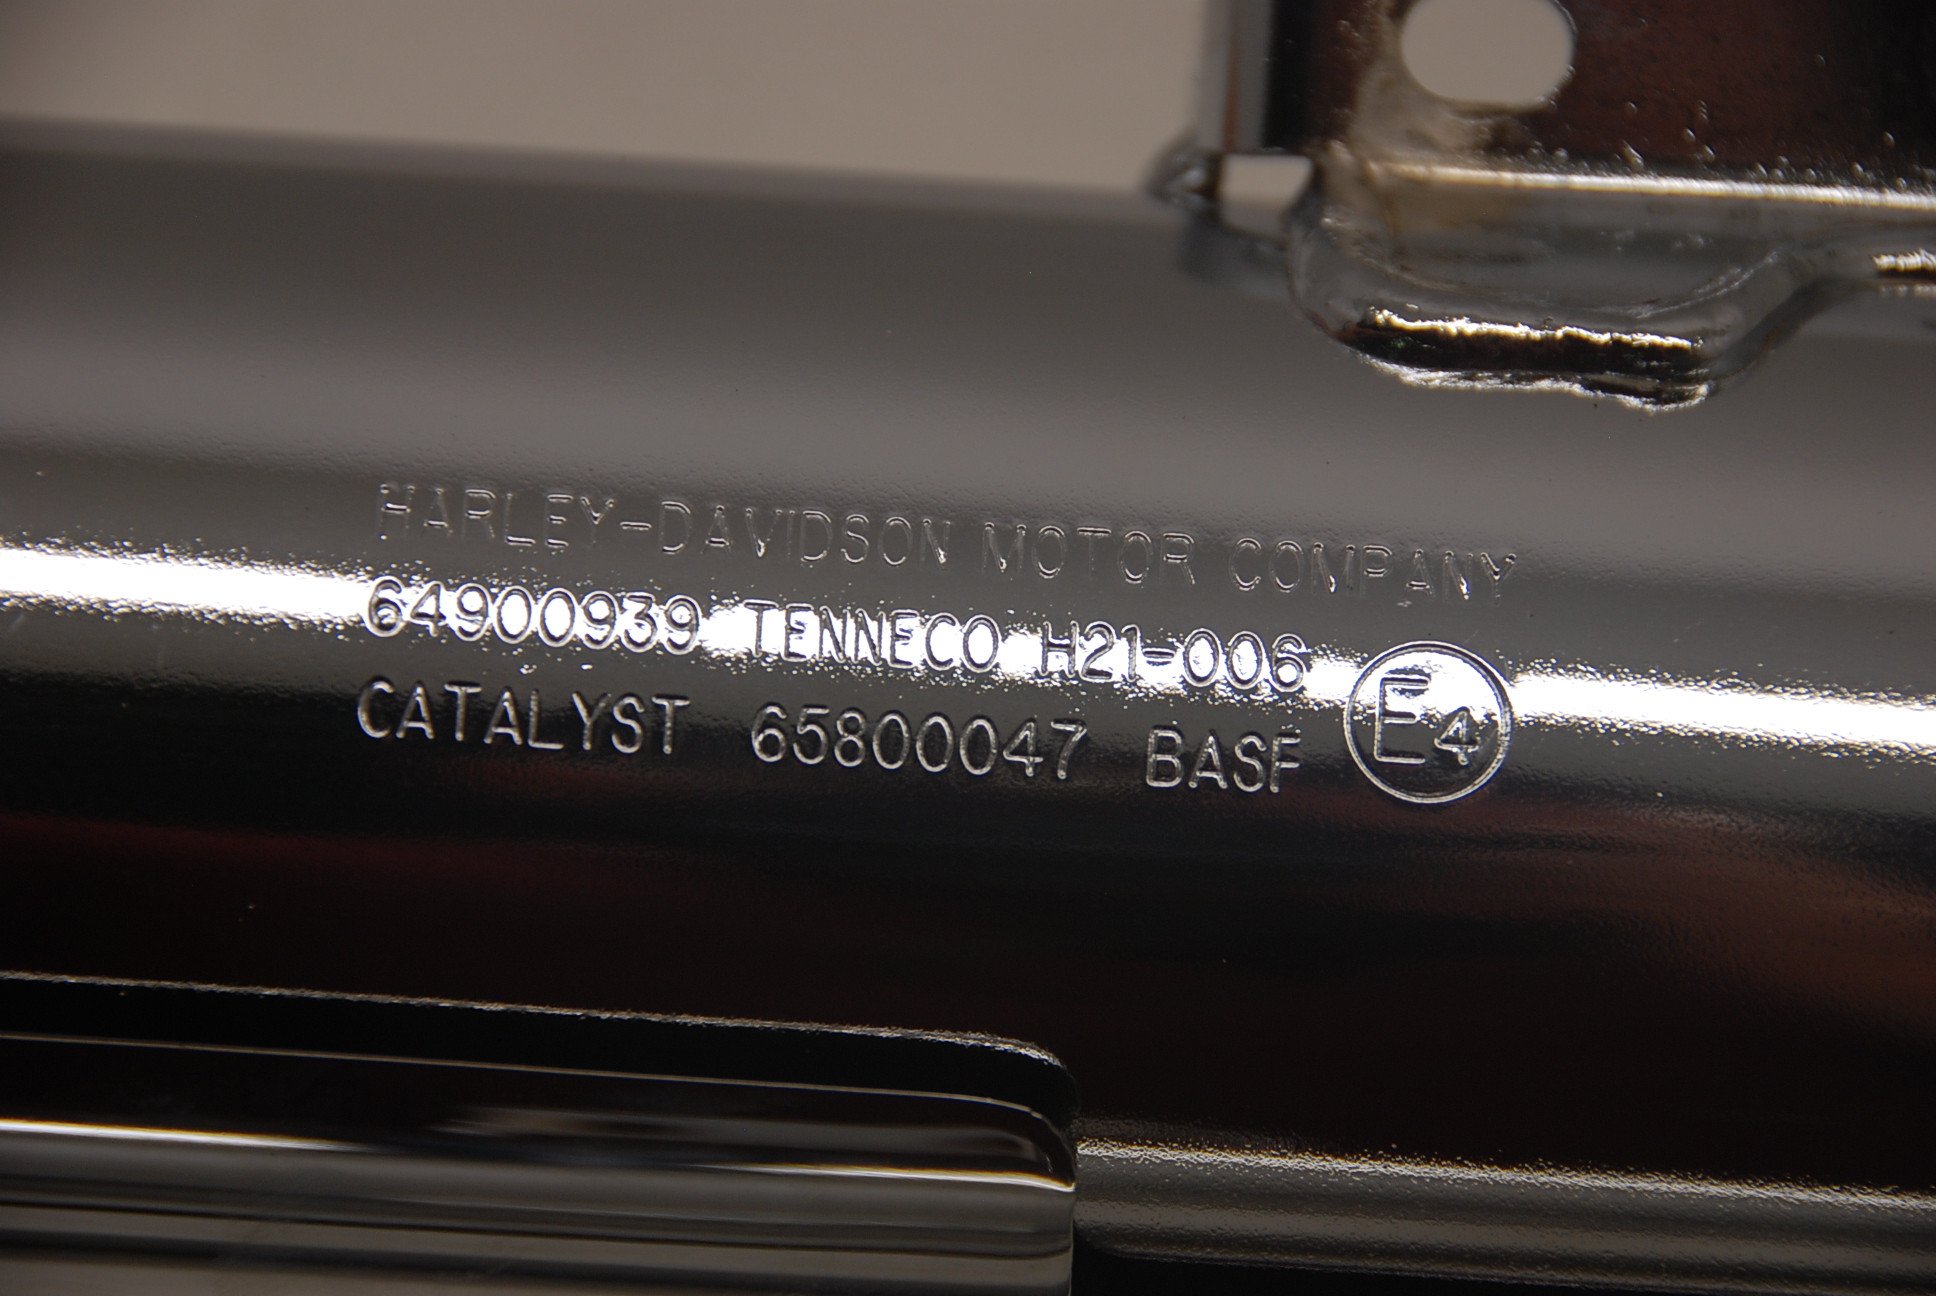 HARLEY-DAVIDSON MOTOR COMPANY
64900939 TENNECO H21-006
CATALYST 65800047 BASF E4